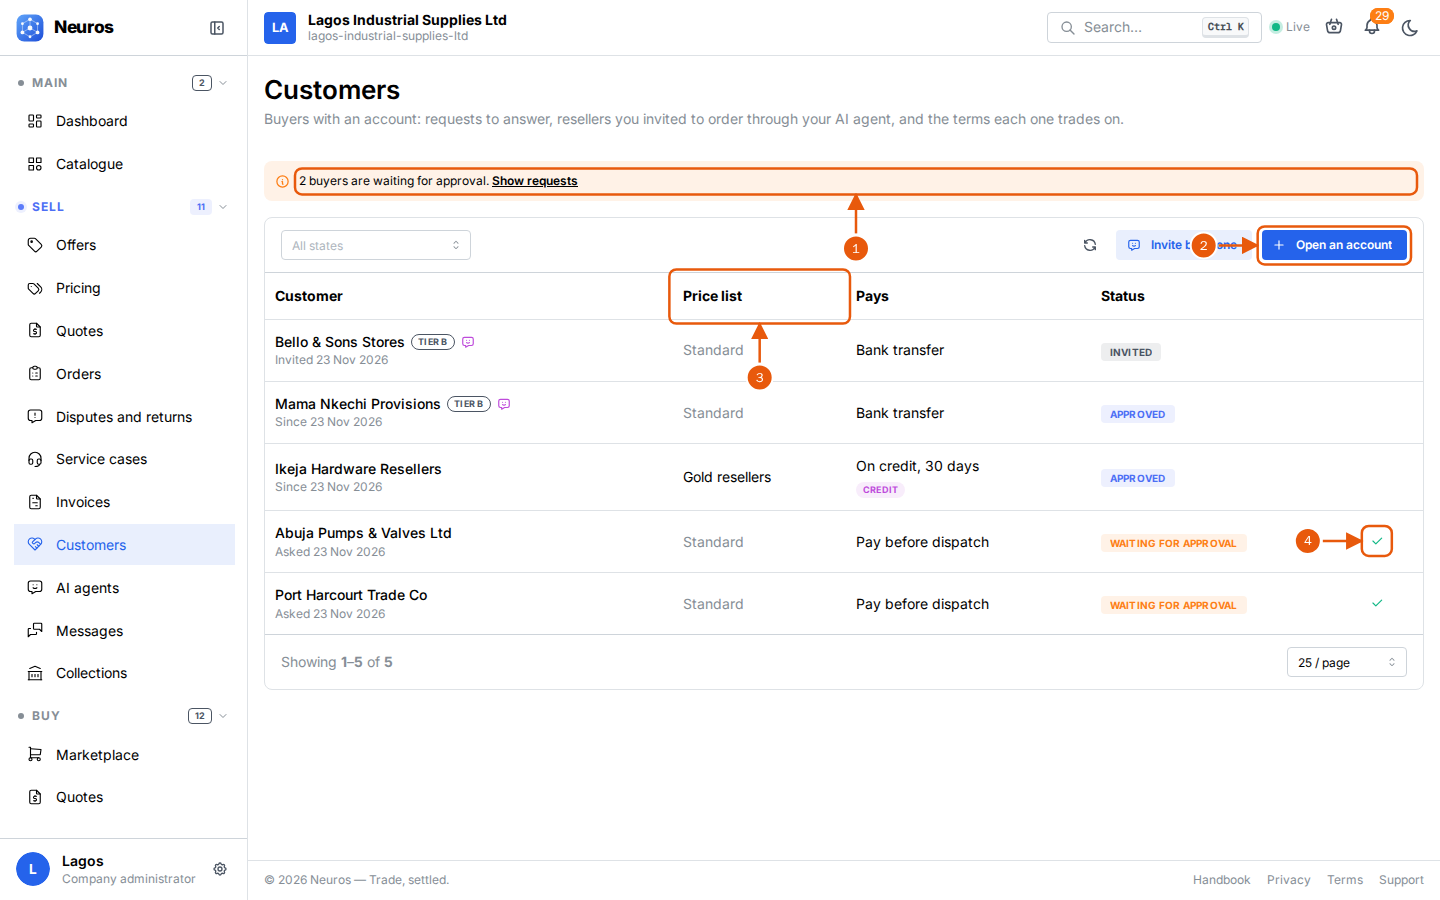 Neuros
LA
Lagos Industrial Supplies Ltd
lagos-industrial-supplies-ltd
Search...
Ctrl K
Live
29
MAIN
2
Dashboard
Catalogue
SELL
11
Offers
Pricing
Quotes
Orders
Disputes and returns
Service cases
Invoices
Customers
AI agents
Messages
Collections
BUY
12
Marketplace
Quotes
L
Lagos
Company administrator
Customers
Buyers with an account: requests to answer, resellers you invited to order through your AI agent, and the terms each one trades on.
2 buyers are waiting for approval. Show requests
1
All states
Invite
2
Open an account
Customer
Price list
Pays
Status
Bello & Sons Stores
TIER B
Invited 23 Nov 2026
Standard
Bank transfer
INVITED
3
Mama Nkechi Provisions
TIER B
Since 23 Nov 2026
Standard
Bank transfer
APPROVED
Ikeja Hardware Resellers
Since 23 Nov 2026
Gold resellers
On credit, 30 days
CREDIT
APPROVED
Abuja Pumps & Valves Ltd
Asked 23 Nov 2026
Standard
Pay before dispatch
WAITING FOR APPROVAL
4
Port Harcourt Trade Co
Asked 23 Nov 2026
Standard
Pay before dispatch
WAITING FOR APPROVAL
Showing 1–5 of 5
25 / page
© 2026 Neuros — Trade, settled.
Handbook
Privacy
Terms
Support